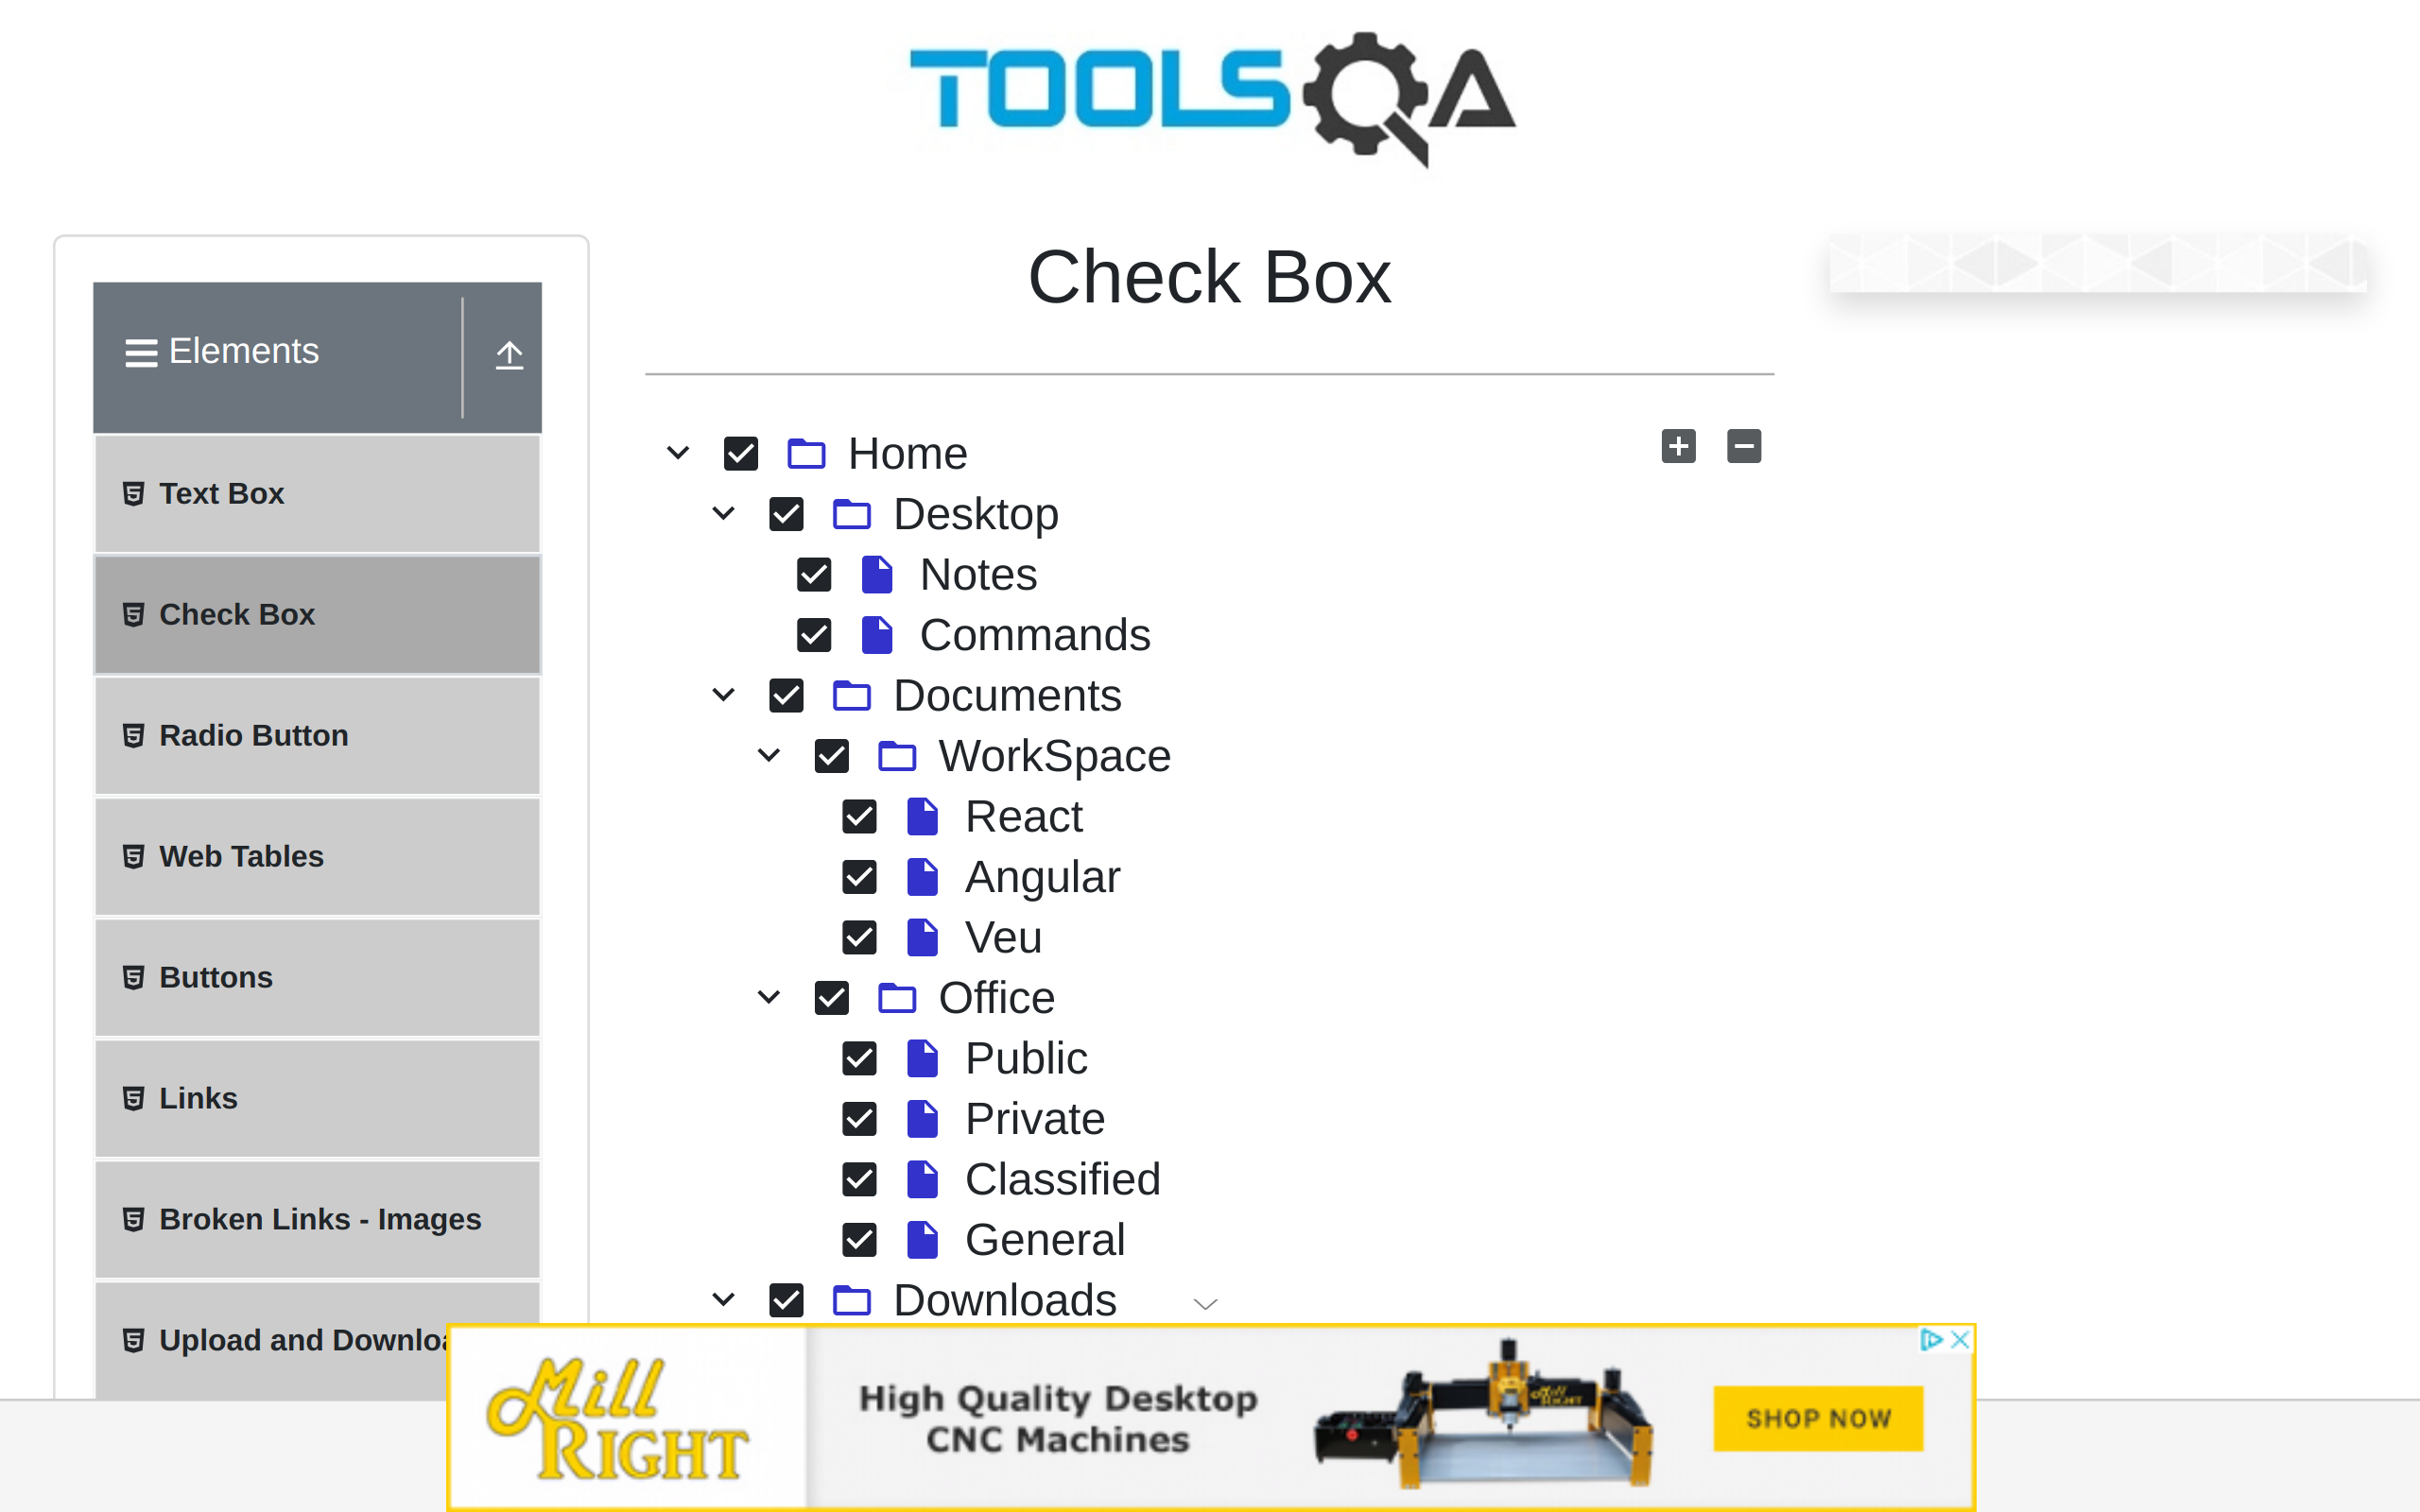 TOOLSQA
Check Box
Elements
Text Box
Check Box
Radio Button
Web Tables
Buttons
Links
Broken Links - Images
Upload and Downloa
Home
Desktop
Notes
Commands
Documents
WorkSpace
React
Angular
Veu
Office
Public
Private
Classified
General
Downloads
Mill
RIGHT
High Quality Desktop
CNC Machines
SHOP NOW